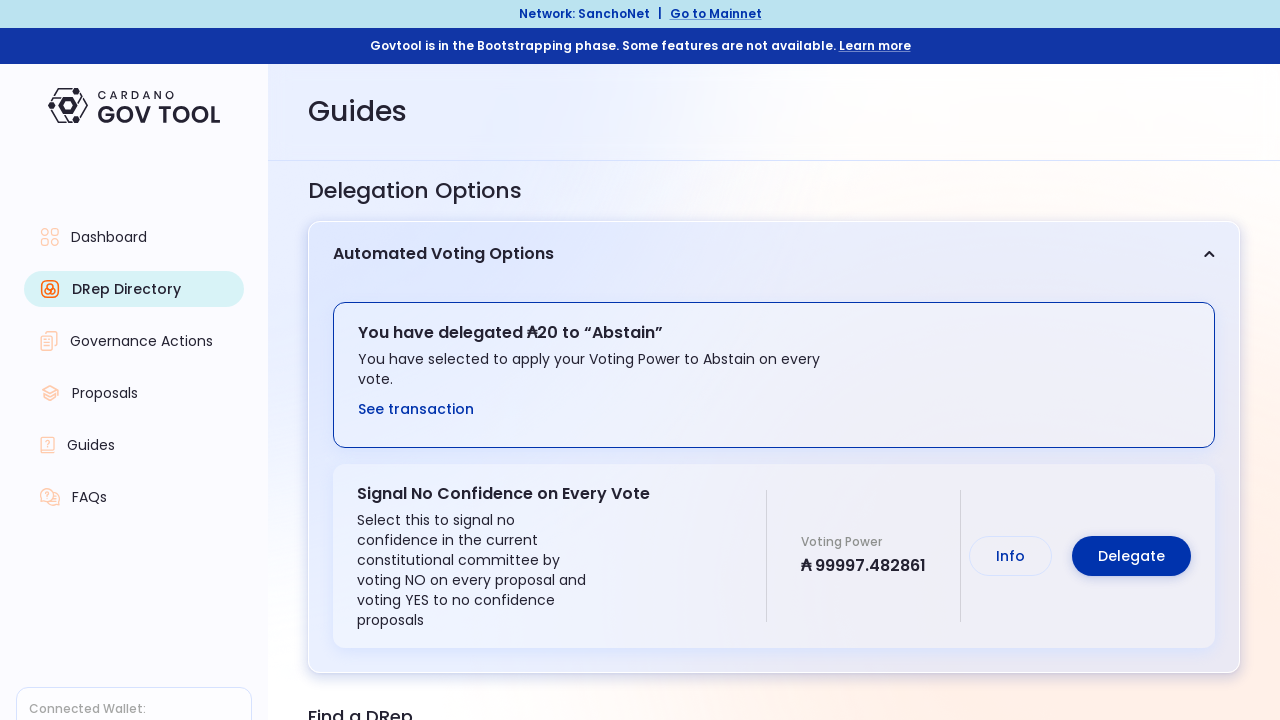 Network: SanchoNet | Go to Mainnet
Govtool is in the Bootstrapping phase. Some features are not available. Learn more
CARDANO
GOV TOOL
Dashboard
DRep Directory
Governance Actions
Proposals
Guides
FAQs
Connected Wallet:
Guides
Delegation Options
Automated Voting Options
You have delegated ₳20 to “Abstain”
You have selected to apply your Voting Power to Abstain on every
vote.
See transaction
Signal No Confidence on Every Vote
Select this to signal no
confidence in the current
constitutional committee by
voting NO on every proposal and
voting YES to no confidence
proposals
Voting Power
₳ 99997.482861
Info
Delegate
Find a DRep